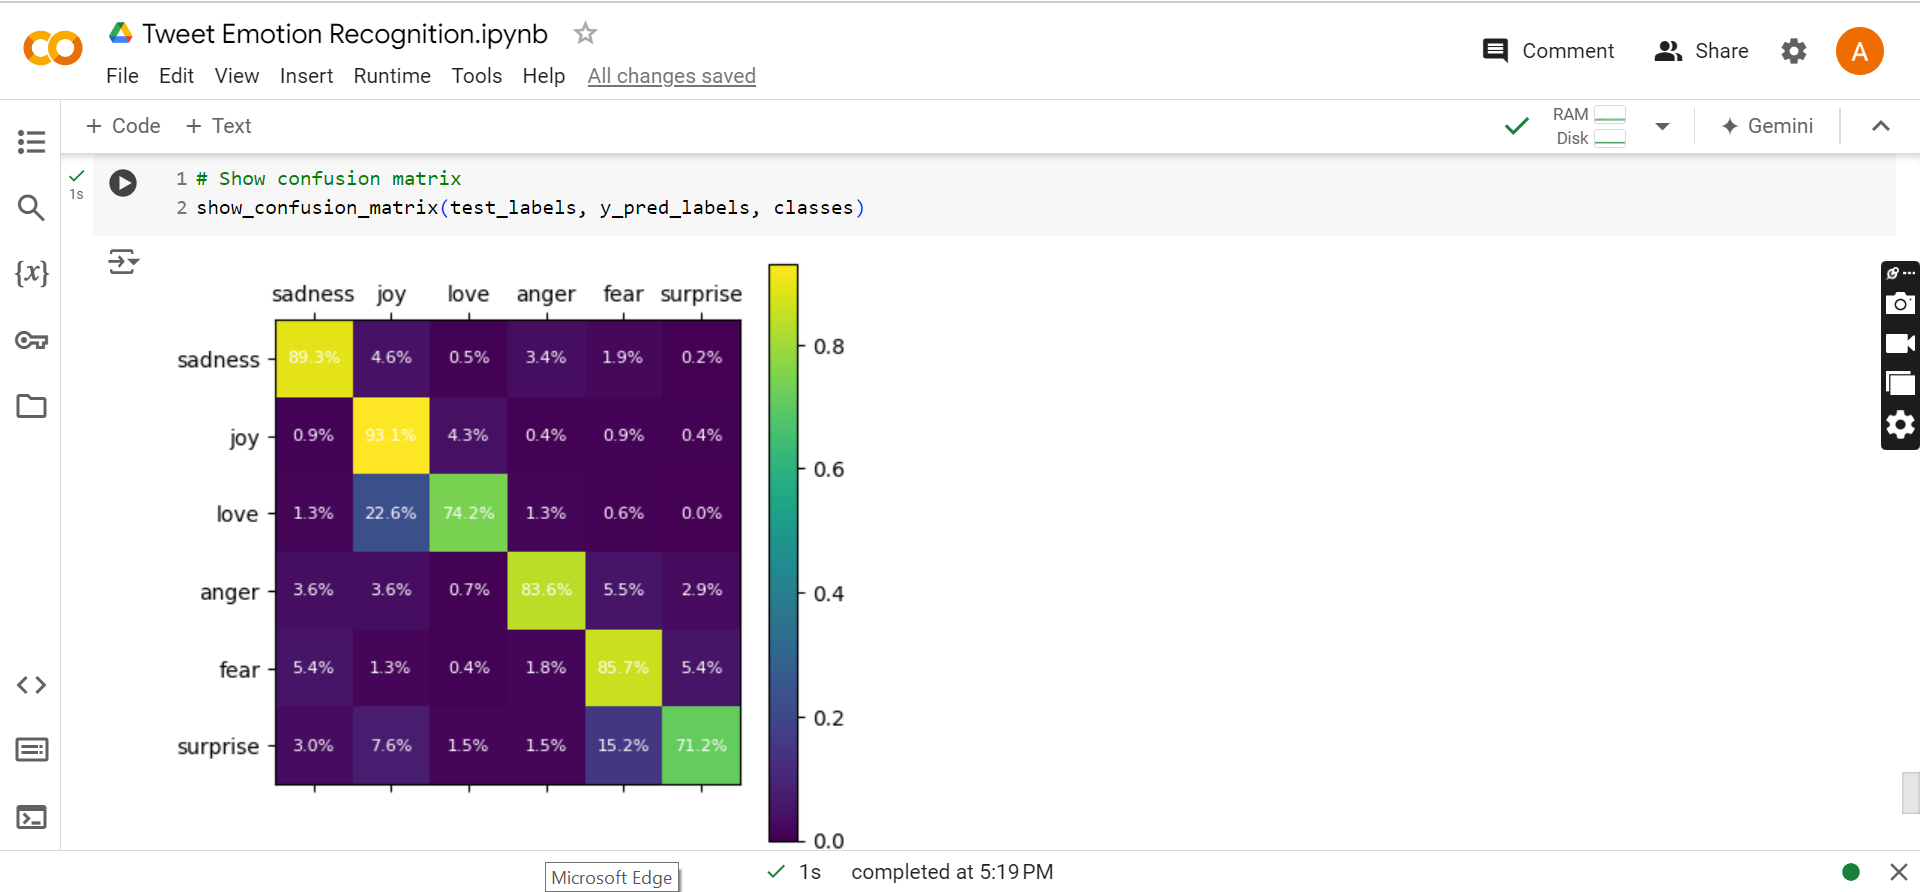 Tweet Emotion Recognition.ipynb
File Edit View Insert Runtime Tools Help All changes saved
Comment
Share
A
+ Code + Text
RAM
Disk
Gemini
1s
1 # Show confusion matrix
2 show_confusion_matrix(test_labels, y_pred_labels, classes)
{x}
sadness joy love anger fear surprise
sadness 89.3% 4.6% 0.5% 3.4% 1.9% 0.2%
joy 0.9% 93.1% 4.3% 0.4% 0.9% 0.4%
love 1.3% 22.6% 74.2% 1.3% 0.6% 0.0%
anger 3.6% 3.6% 0.7% 83.6% 5.5% 2.9%
fear 5.4% 1.3% 0.4% 1.8% 85.7% 5.4%
surprise 3.0% 7.6% 1.5% 1.5% 15.2% 71.2%
0.8
0.6
0.4
0.2
0.0
Microsoft Edge
1s completed at 5:19 PM